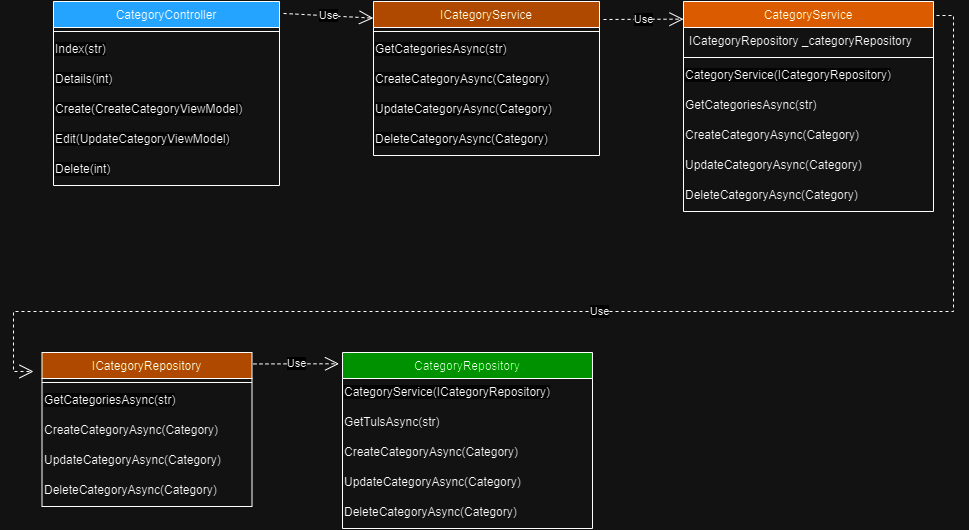 CategoryController
Index(str)
Details(int)
Create(CreateCategoryViewModel)
Edit(UpdateCategoryViewModel)
Delete(int)
Use
ICategoryService
GetCategoriesAsync(str)
CreateCategoryAsync(Category)
UpdateCategoryAsync(Category)
DeleteCategoryAsync(Category)
Use
CategoryService
ICategoryRepository _categoryRepository
CategoryService(ICategoryRepository)
GetCategoriesAsync(str)
CreateCategoryAsync(Category)
UpdateCategoryAsync(Category)
DeleteCategoryAsync(Category)
Use
ICategoryRepository
GetCategoriesAsync(str)
CreateCategoryAsync(Category)
UpdateCategoryAsync(Category)
DeleteCategoryAsync(Category)
Use
CategoryRepository
CategoryService(ICategoryRepository)
GetTulsAsync(str)
CreateCategoryAsync(Category)
UpdateCategoryAsync(Category)
DeleteCategoryAsync(Category)